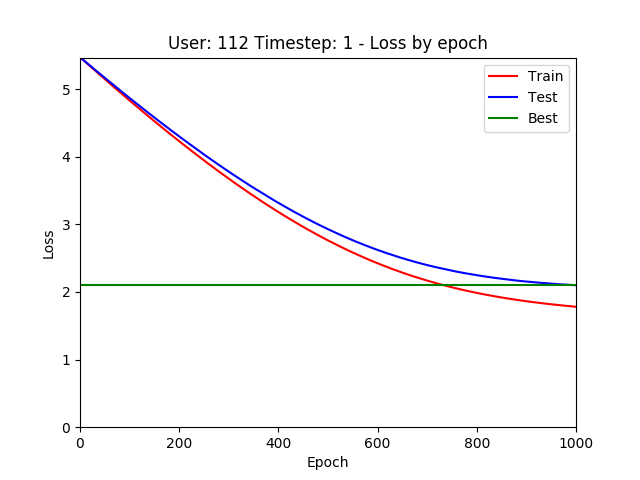 User: 112 Timestep: 1 - Loss by epoch
Train
Test
Best
Loss
5
4
3
2
1
0
0 200 400 600 800 1000
Epoch